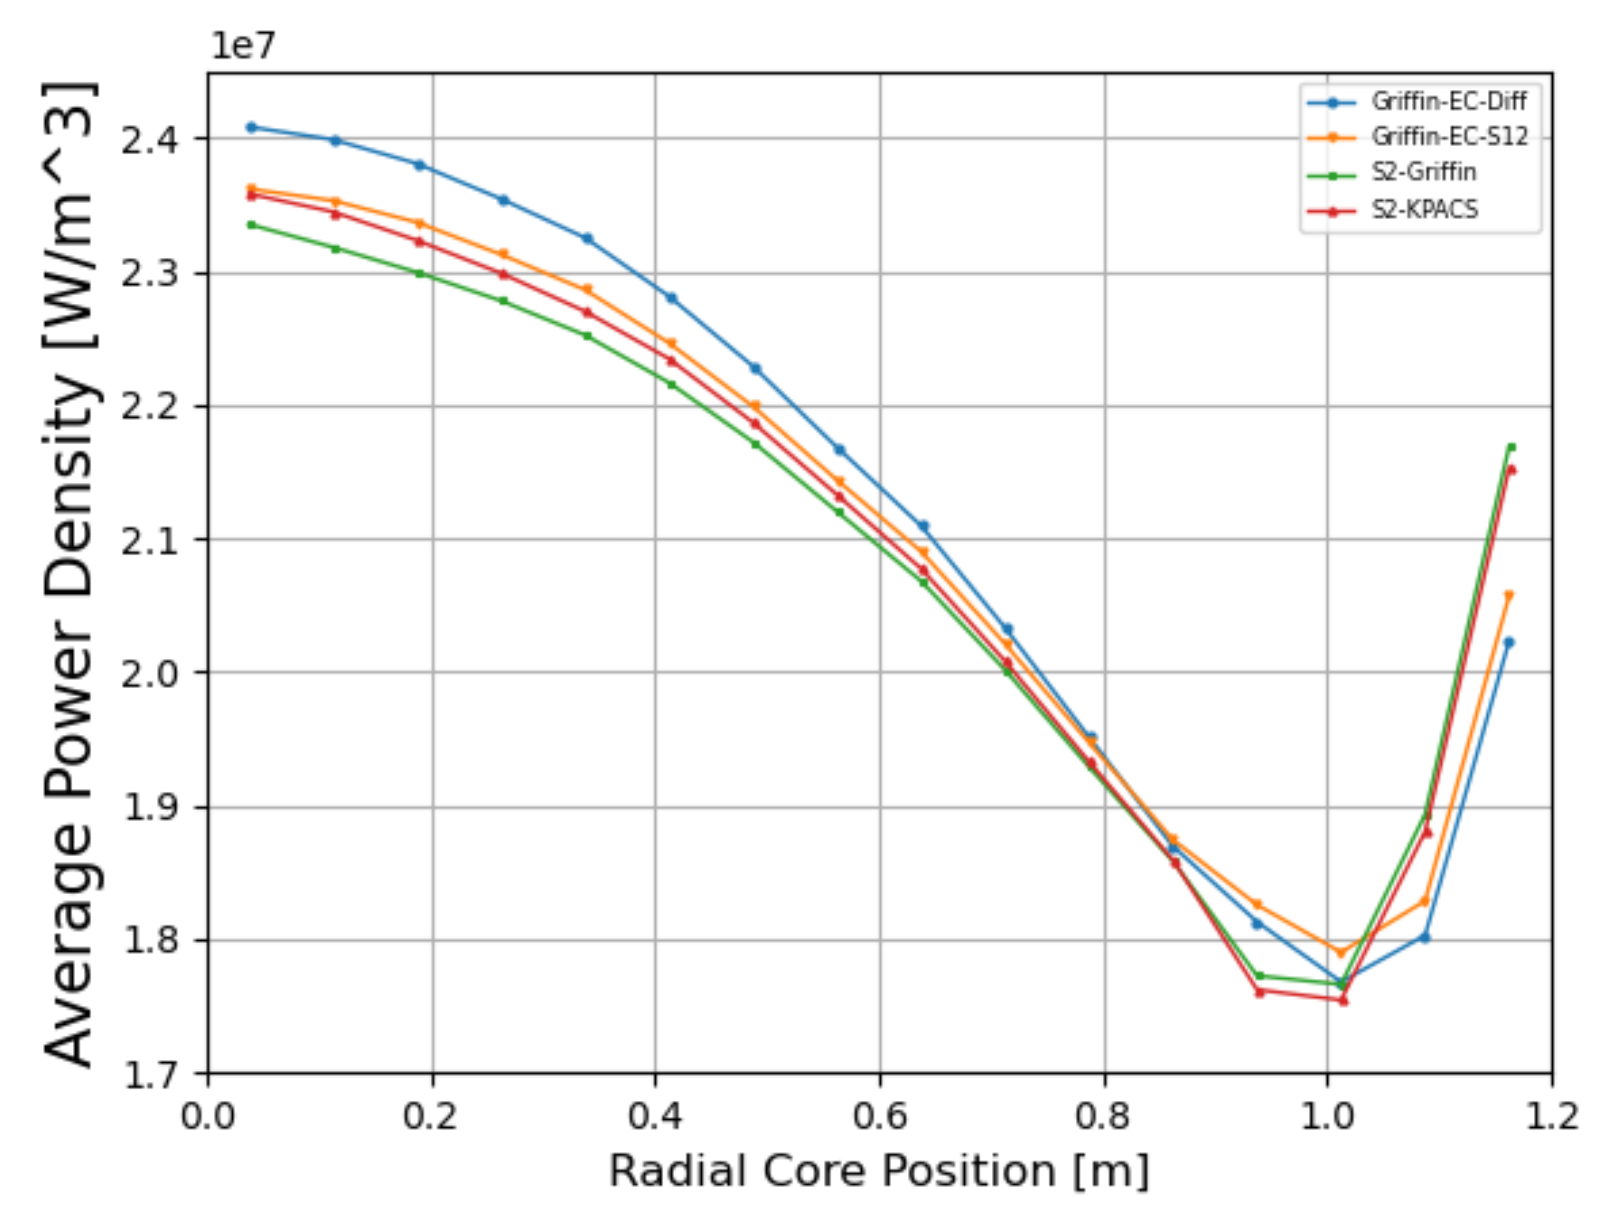 1e7
Average Power Density [W/m^3]
2.4
2.3
2.2
2.1
2.0
1.9
1.8
1.7
Griffin-EC-Diff
Griffin-EC-S12
S2-Griffin
S2-KPACS
0.0 0.2 0.4 0.6 0.8 1.0 1.2
Radial Core Position [m]